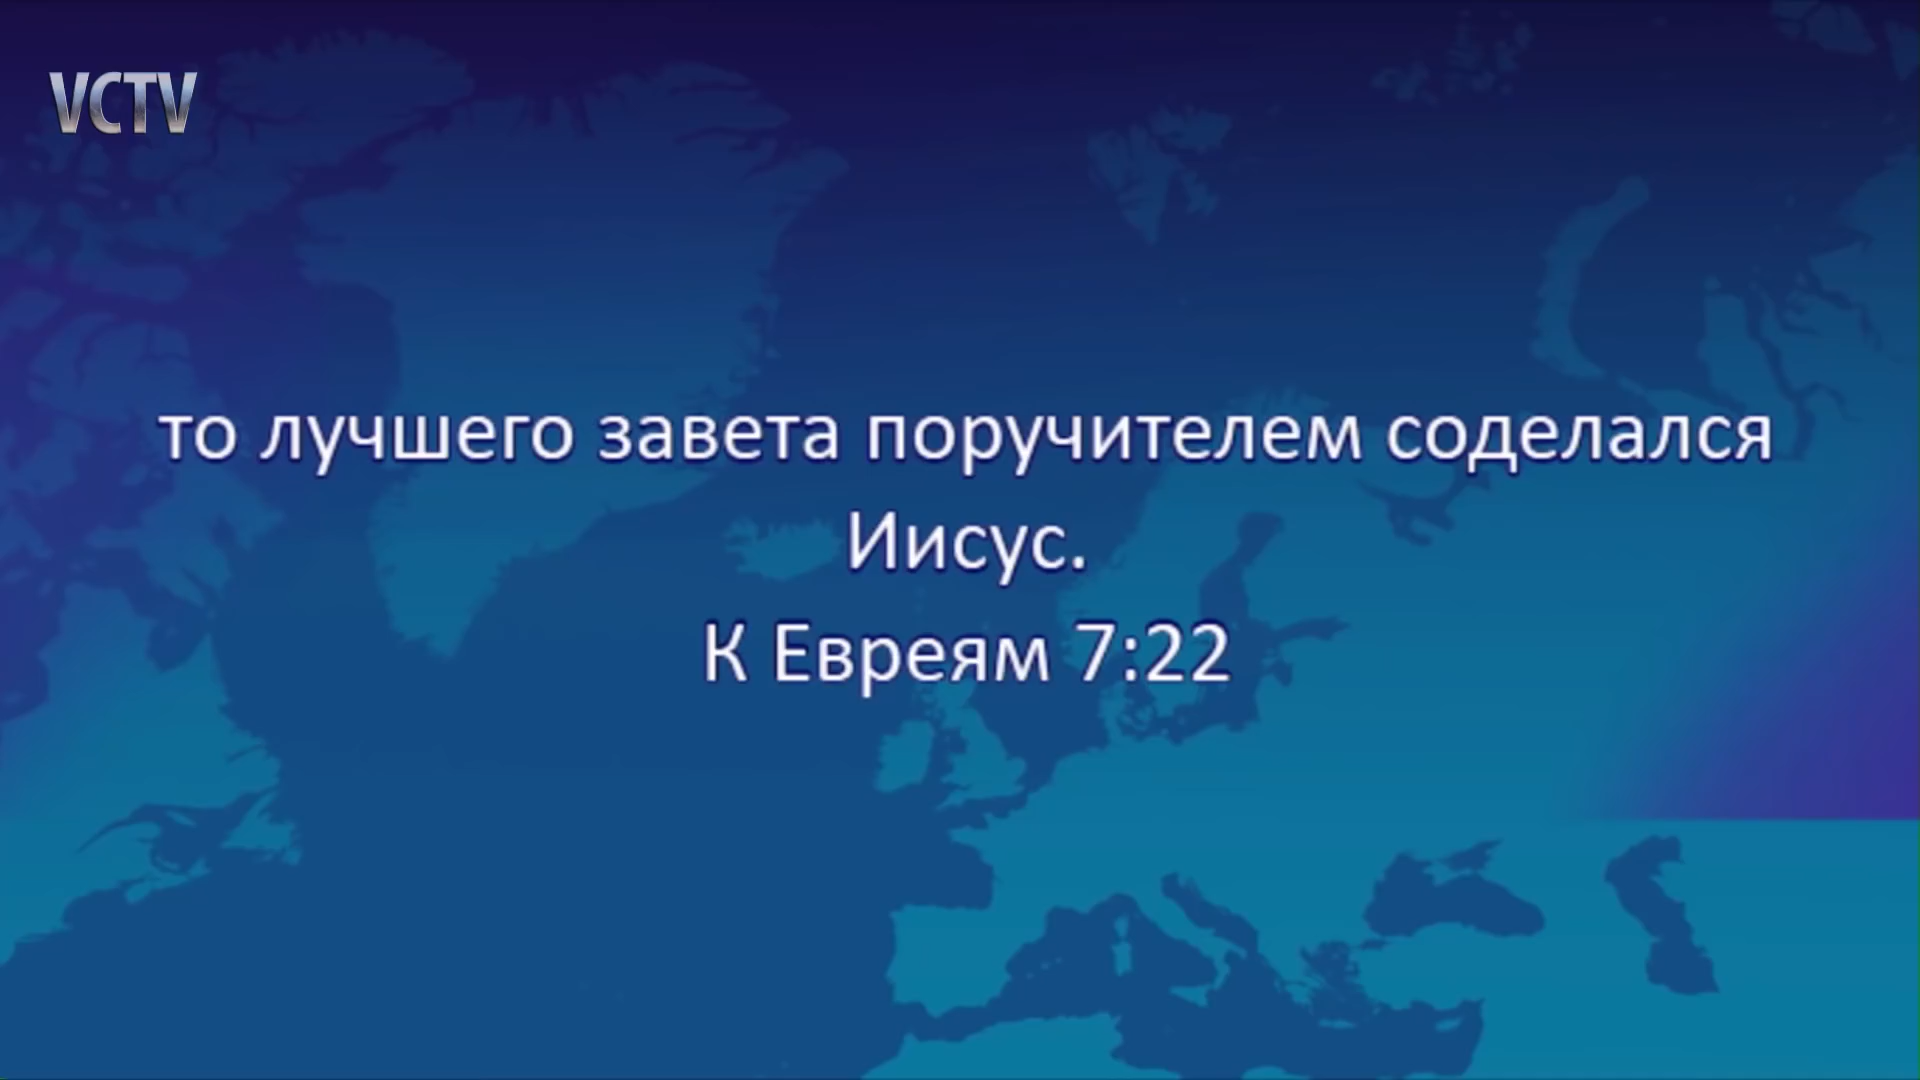 VCTV
то лучшего завета поручителем соделался
Иисус.
К Евреям 7:22